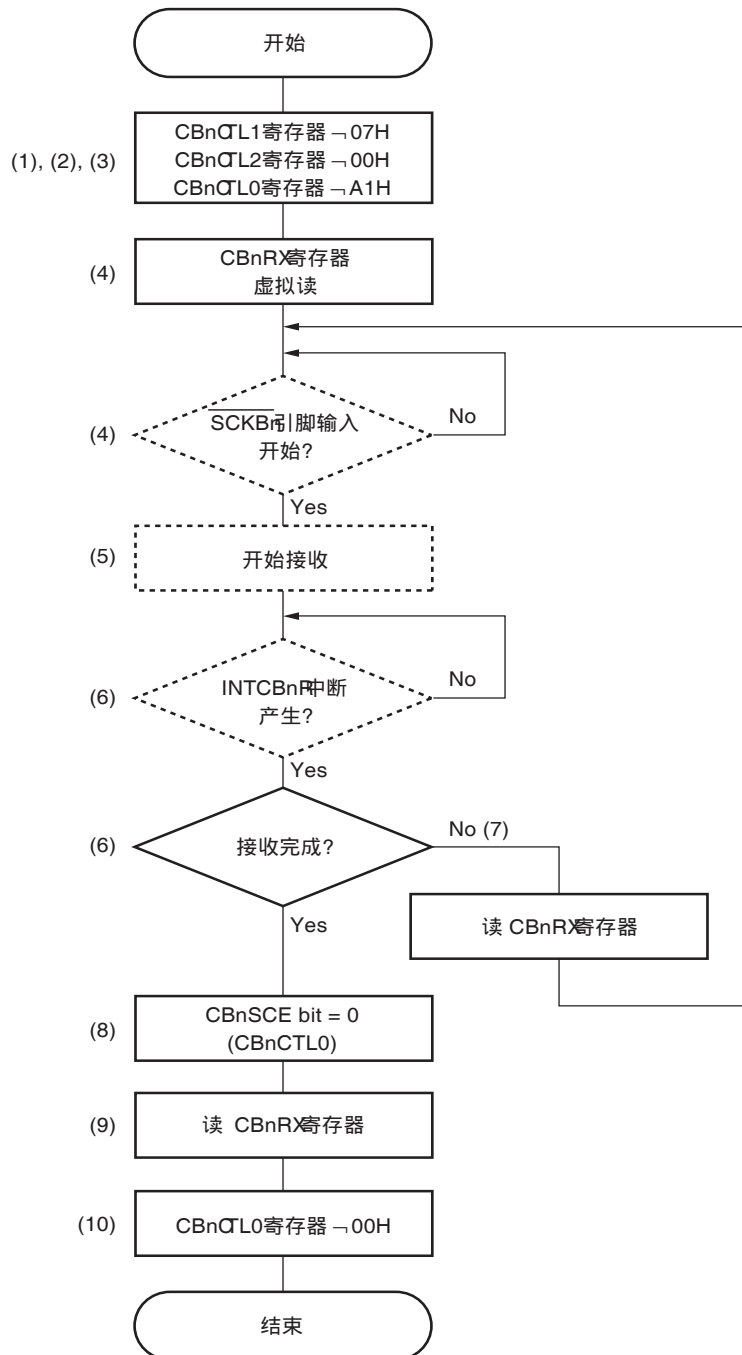 开始
(1), (2), (3)
CBnCTL1寄存器 ¬ 07H
CBnCTL2寄存器 ¬ 00H
CBnCTL0寄存器 ¬ A1H
(4)
CBnRX寄存器
虚拟读
(4)
SCKBn引脚输入
开始?
No
Yes
(5)
开始接收
(6)
INTCBnR中断
产生?
No
Yes
(6)
接收完成?
No (7)
Yes
读 CBnRX寄存器
(8)
CBnSCE bit = 0
(CBnCTL0)
(9)
读 CBnRX寄存器
(10)
CBnCTL0寄存器 ¬ 00H
结束